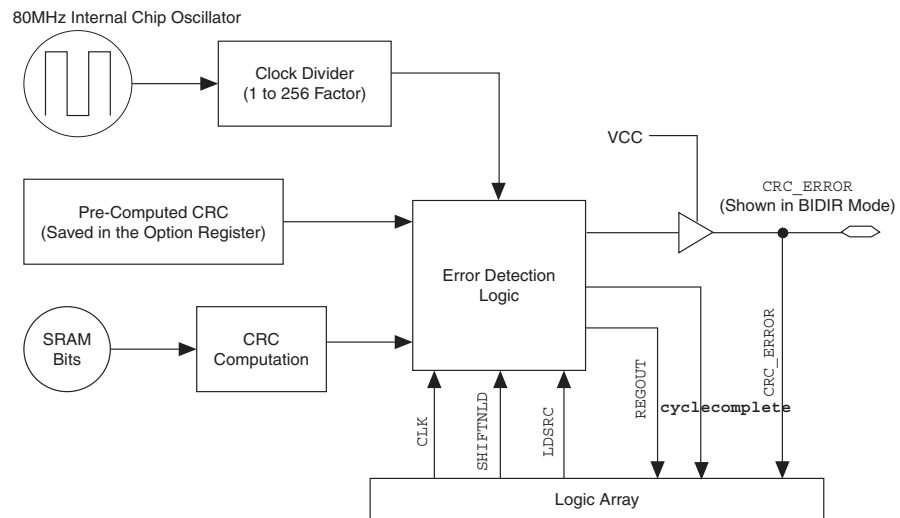 80MHz Internal Chip Oscillator
Clock Divider
(1 to 256 Factor)
VCC
CRC_ERROR
(Shown in BIDIR Mode)
Pre-Computed CRC
(Saved in the Option Register)
Error Detection
Logic
SRAM
Bits
CRC
Computation
CLK
SHIFTNLD
LDSRC
REGOUT
cyclecomplete
CRC_ERROR
Logic Array